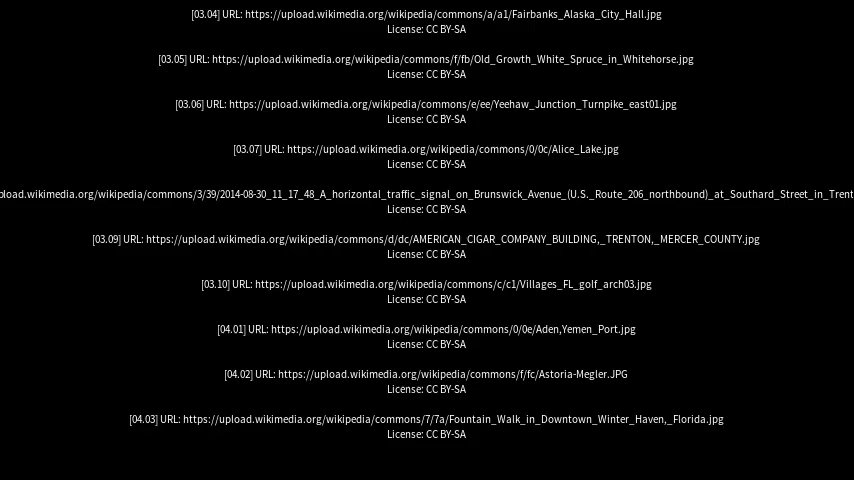 [03.04] URL: https://upload.wikimedia.org/wikipedia/commons/a/a1/Fairbanks_Alaska_City_Hall.jpg
License: CC BY-SA
[03.05] URL: https://upload.wikimedia.org/wikipedia/commons/f/fb/Old_Growth_White_Spruce_in_Whitehorse.jpg
License: CC BY-SA
[03.06] URL: https://upload.wikimedia.org/wikipedia/commons/e/ee/Yeehaw_Junction_Turnpike_east01.jpg
License: CC BY-SA
[03.07] URL: https://upload.wikimedia.org/wikipedia/commons/0/0c/Alice_Lake.jpg
License: CC BY-SA
pload.wikimedia.org/wikipedia/commons/3/39/2014-08-30_11_17_48_A_horizontal_traffic_signal_on_Brunswick_Avenue_(U.S._Route_206_northbound)_at_Southard_Street_in_Trent
License: CC BY-SA
[03.09] URL: https://upload.wikimedia.org/wikipedia/commons/d/dc/AMERICAN_CIGAR_COMPANY_BUILDING,_TRENTON,_MERCER_COUNTY.jpg
License: CC BY-SA
[03.10] URL: https://upload.wikimedia.org/wikipedia/commons/c/c1/Villages_FL_golf_arch03.jpg
License: CC BY-SA
[04.01] URL: https://upload.wikimedia.org/wikipedia/commons/0/0e/Aden,Yemen_Port.jpg
License: CC BY-SA
[04.02] URL: https://upload.wikimedia.org/wikipedia/commons/f/fc/Astoria-Megler.JPG
License: CC BY-SA
[04.03] URL: https://upload.wikimedia.org/wikipedia/commons/7/7a/Fountain_Walk_in_Downtown_Winter_Haven,_Florida.jpg
License: CC BY-SA